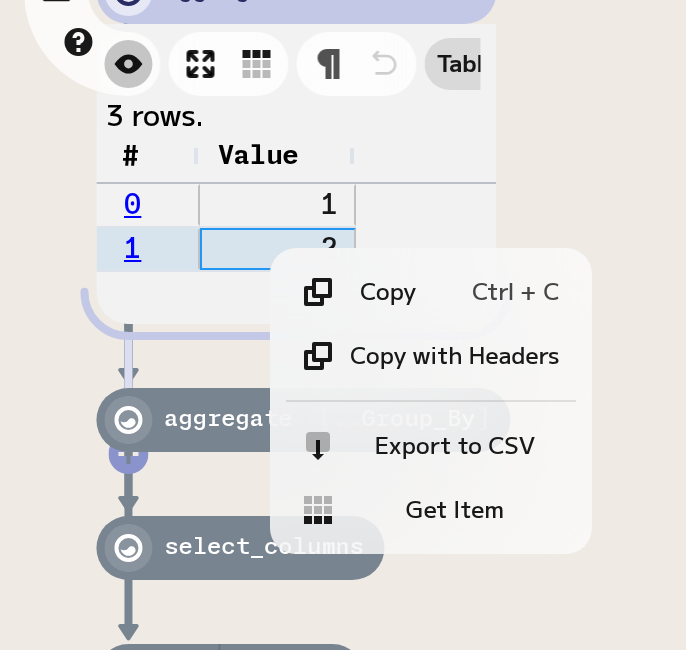 ?
¶ Tabl
3 rows.
# Value
0 1
1 2
Copy Ctrl + C
Copy with Headers
aggregate Group_By
Export to CSV
Get Item
select_columns